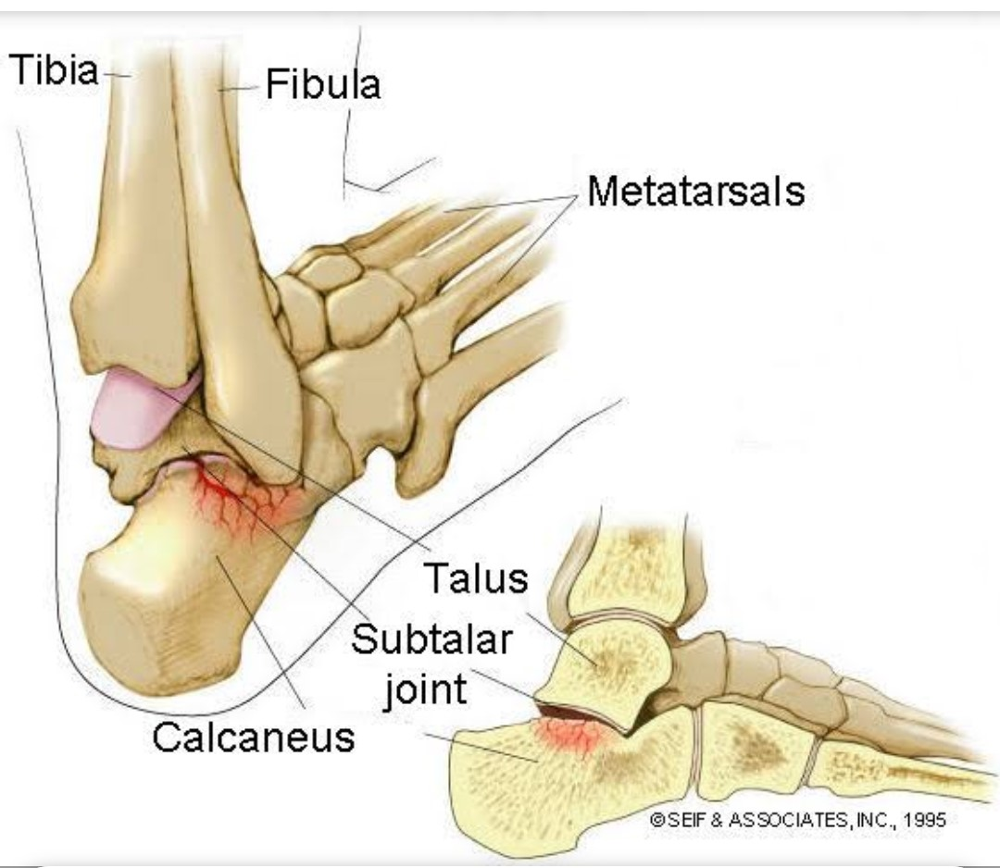 Tibia
Fibula
Metatarsals
Talus
Subtalar
joint
Calcaneus
©SEIF & ASSOCIATES, INC., 1995